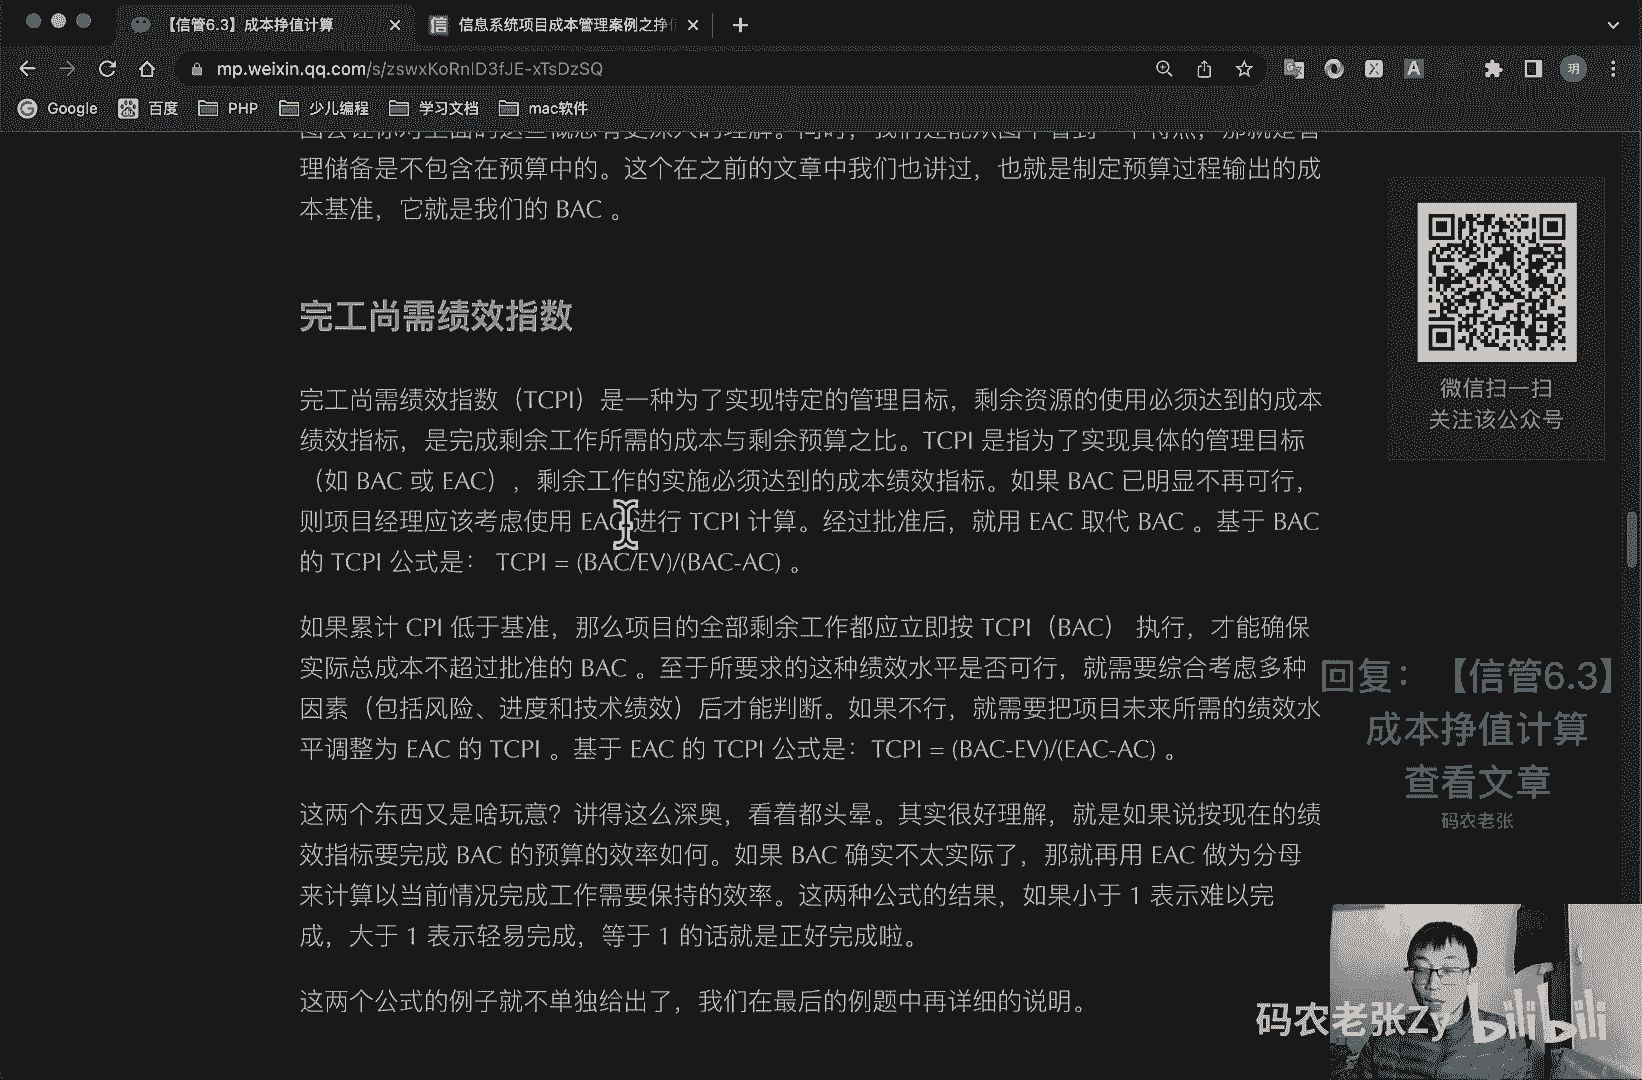 【信管6.3】成本挣值计算
信息系统项目成本管理案例之挣
mp.weixin.qq.com/s/zswxKoRnID3fJE-xTsDzSQ
Google 百度 PHP 少儿编程 学习文档 mac软件
理储备是不包含在预算中的。这个在之前的文章中我们也讲过，也就是制定预算过程输出的成
本基准，它就是我们的 BAC 。
完工尚需绩效指数
完工尚需绩效指数（TCPI）是一种为了实现特定的管理目标，剩余资源的使用必须达到的成本
绩效指标，是完成剩余工作所需的成本与剩余预算之比。TCPI 是指为了实现具体的管理目标
（如 BAC 或 EAC），剩余工作的实施必须达到的成本绩效指标。如果 BAC 已明显不再可行，
则项目经理应该考虑使用 EAC 进行 TCPI 计算。经过批准后，就用 EAC 取代 BAC 。基于 BAC
的 TCPI 公式是： TCPI = (BAC/EV)/(BAC-AC) 。
如果累计 CPI 低于基准，那么项目的全部剩余工作都应立即按 TCPI（BAC） 执行，才能确保
实际总成本不超过批准的 BAC 。至于所要求的这种绩效水平是否可行，就需要综合考虑多种
因素（包括风险、进度和技术绩效）后才能判断。如果不行，就需要把项目未来所需的绩效水
平调整为 EAC 的 TCPI 。基于 EAC 的 TCPI 公式是：TCPI = (BAC-EV)/(EAC-AC) 。
这两个东西又是啥玩意？讲得这么深奥，看着都头晕。其实很好理解，就是如果说按现在的绩
效指标要完成 BAC 的预算的效率如何。如果 BAC 确实不太实际了，那就再用 EAC 做为分母
来计算以当前情况完成工作需要保持的效率。这两种公式的结果，如果小于 1 表示难以完
成，大于 1 表示轻易完成，等于 1 的话就是正好完成啦。
这两个公式的例子就不单独给出了，我们在最后的例题中再详细的说明。
微信扫一扫
关注该公众号
回复：【信管6.3】
成本挣值计算
查看文章
码农老张
码农老张Zy bilibili
玥